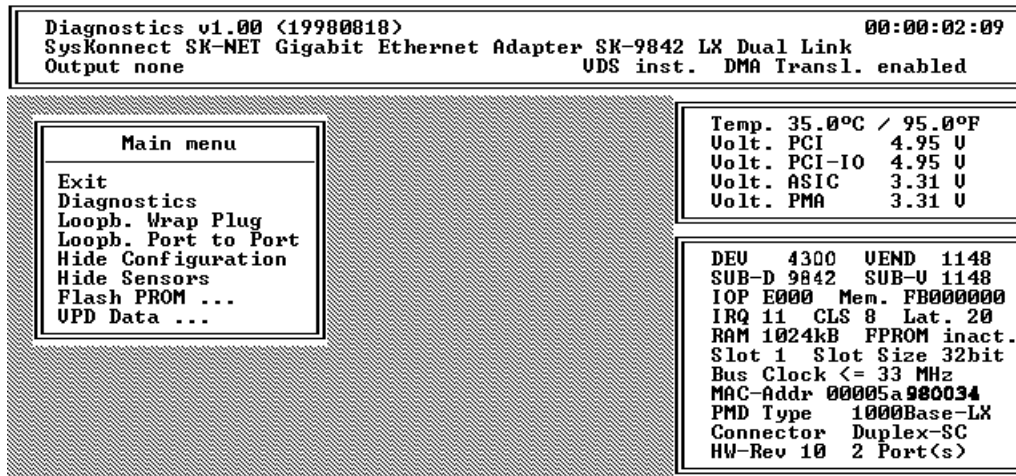 Diagnostics v1.00 (19980818) 00:00:02:09
SysKonnect SK-NET Gigabit Ethernet Adapter SK-9842 LX Dual Link
Output none VDS inst. DMA Transl. enabled
Main menu
Exit
Diagnostics
Loopb. Wrap Plug
Loopb. Port to Port
Hide Configuration
Hide Sensors
Flash PROM ...
VPD Data ...
Temp. 35.0ºC / 95.0ºF
Volt. PCI 4.95 V
Volt. PCI-IO 4.95 V
Volt. ASIC 3.31 V
Volt. PMA 3.31 V
DEV 4300 VEND 1148
SUB-D 9842 SUB-V 1148
IOP E000 Mem. FB000000
IRQ 11 CLS 8 Lat. 20
RAM 1024kB FPROM inact.
Slot 1 Slot Size 32bit
Bus Clock <= 33 MHz
MAC-Addr 00005a980034
PMD Type 1000Base-LX
Connector Duplex-SC
HW-Rev 10 2 Port(s)